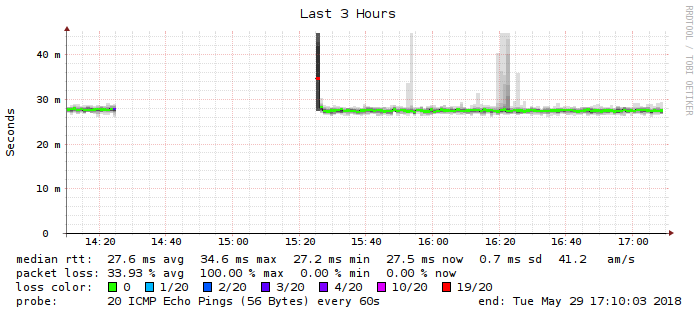 Last 3 Hours
RRDTOOL / TOBI OETIKER
Seconds
40 m
30 m
20 m
10 m
0
14:20 14:40 15:00 15:20 15:40 16:00 16:20 16:40 17:00
median rtt: 27.6 ms avg 34.6 ms max 27.2 ms min 27.5 ms now 0.7 ms sd 41.2 am/s
packet loss: 33.93 % avg 100.00 % max 0.00 % min 0.00 % now
loss color: 0 1/20 2/20 3/20 4/20 10/20 19/20
probe: 20 ICMP Echo Pings (56 Bytes) every 60s end: Tue May 29 17:10:03 2018